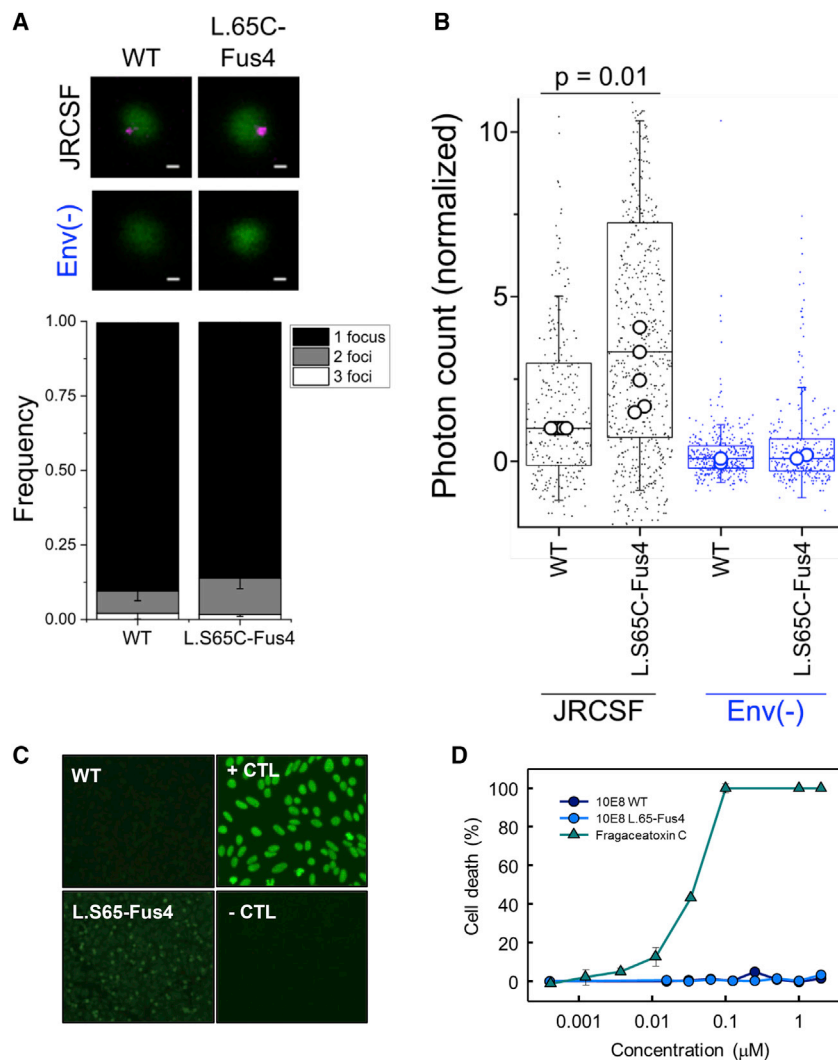 A
WT
L.65C-
Fus4
JRCSF
Env(-)
1.00
0.75
0.50
0.25
0.00
Frequency
1 focus
2 foci
3 foci
WT
L.S65C-Fus4
B
p = 0.01
Photon count (normalized)
10
5
0
WT
L.S65C-Fus4
WT
L.S65C-Fus4
JRCSF
Env(-)
C
WT
+ CTL
L.S65-Fus4
- CTL
D
10E8 WT
10E8 L.65-Fus4
Fragaceatoxin C
Cell death (%)
100
80
60
40
20
0
0.001
0.01
0.1
1
Concentration (μM)